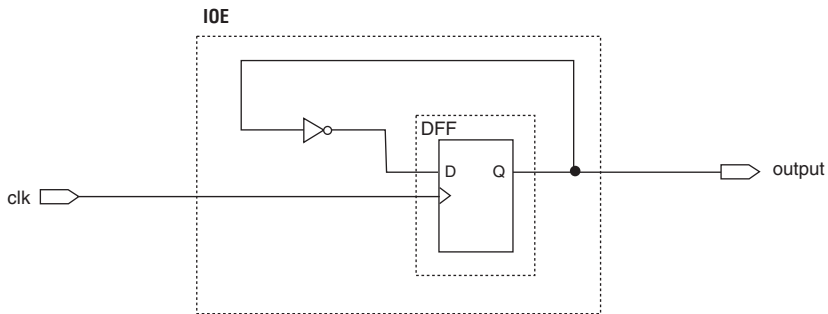 IOE
DFF
D
Q
clk
output